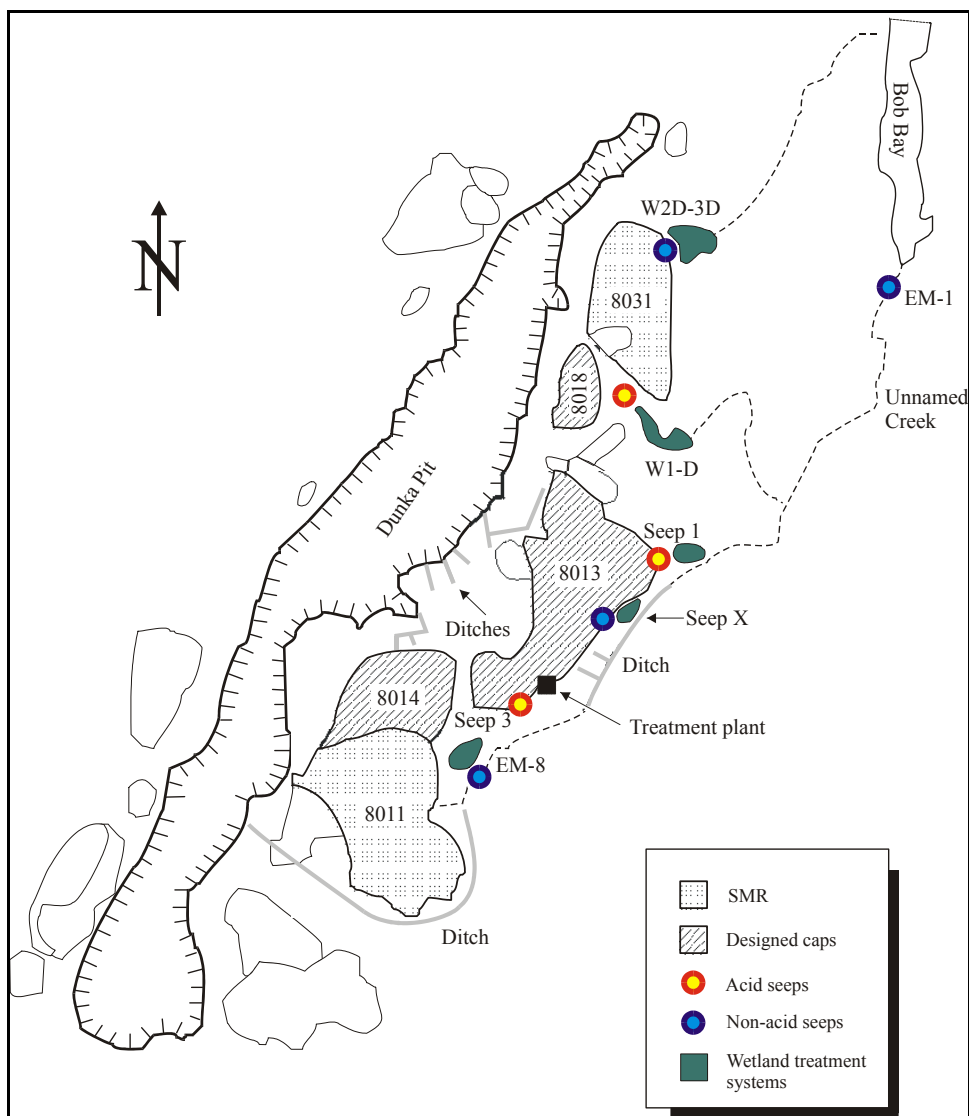 Bob Bay
W2D-3D
N
8031
EM-1
8018
Unnamed
Creek
W1-D
Dunka Pit
Seep 1
8013
Ditches
Seep X
Ditch
8014
Seep 3
Treatment plant
EM-8
8011
Ditch
SMR
Designed caps
Acid seeps
Non-acid seeps
Wetland treatment
systems